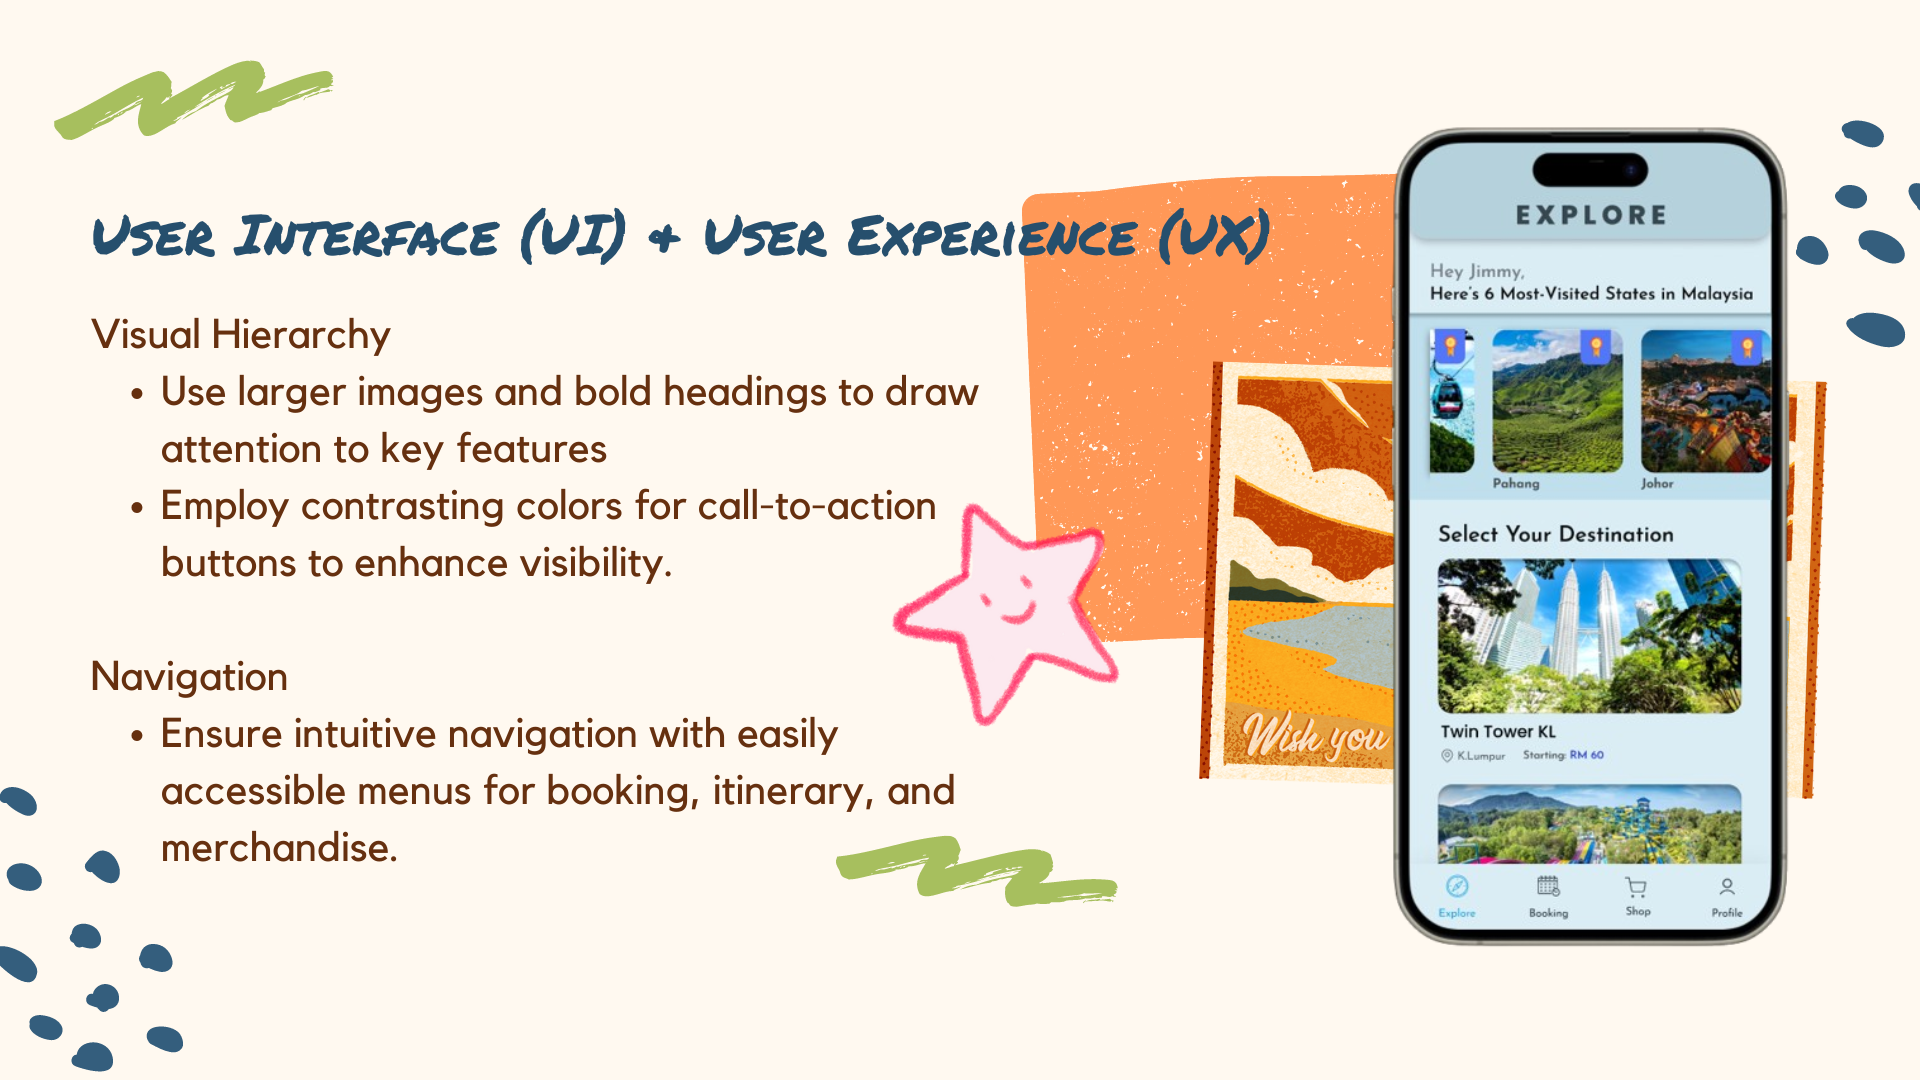 User Interface (UI) & User Experience (UX)
Visual Hierarchy
• Use larger images and bold headings to draw
attention to key features
• Employ contrasting colors for call-to-action
buttons to enhance visibility.
Navigation
• Ensure intuitive navigation with easily
accessible menus for booking, itinerary, and
merchandise.
Wish you
EXPLORE
Hey Jimmy,
Here's 6 Most-Visited States in Malaysia
Pahang
Johor
Select Your Destination
Twin Tower KL
K.Lumpur Starting: RM 60
Explore Booking Shop Profile